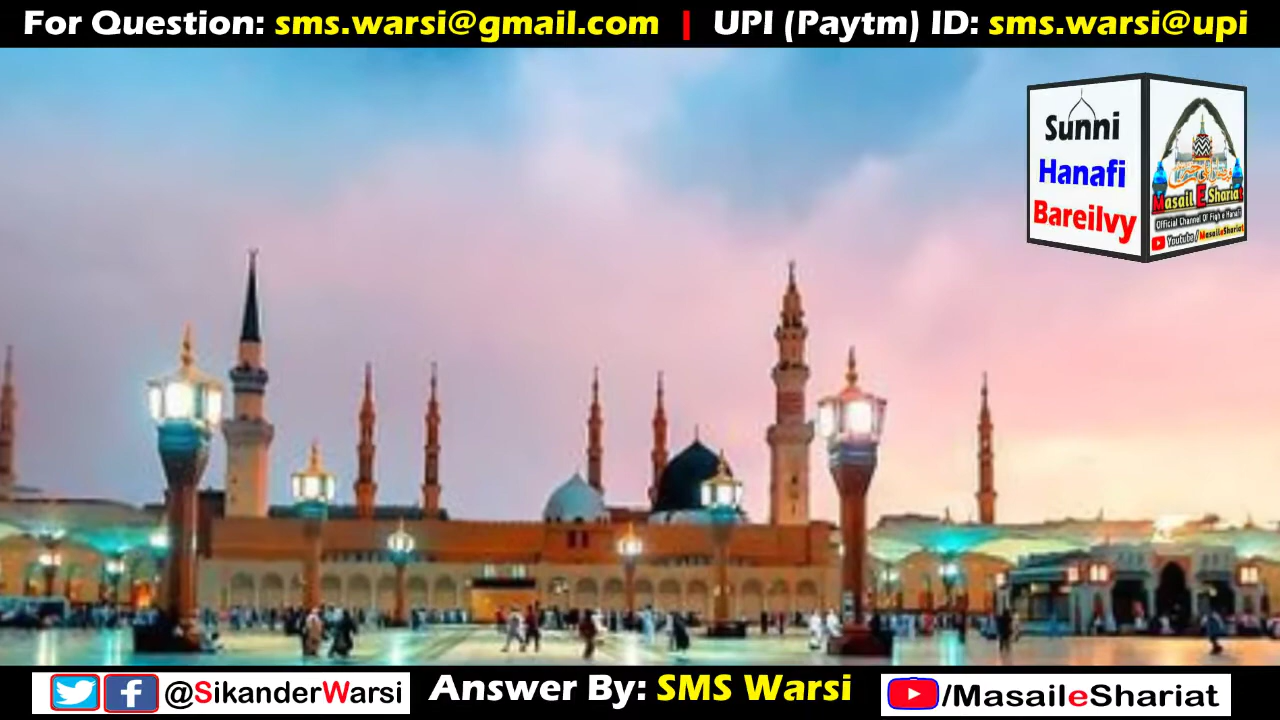 For Question: sms.warsi@gmail.com | UPI (Paytm) ID: sms.warsi@upi
Sunni
Hanafi
Bareilvy
Masail E Shariat
Official Channel Of Fiqh e Hanafi
Youtube/MasaileShariat
@SikanderWarsi
Answer By: SMS Warsi
/MasaileShariat